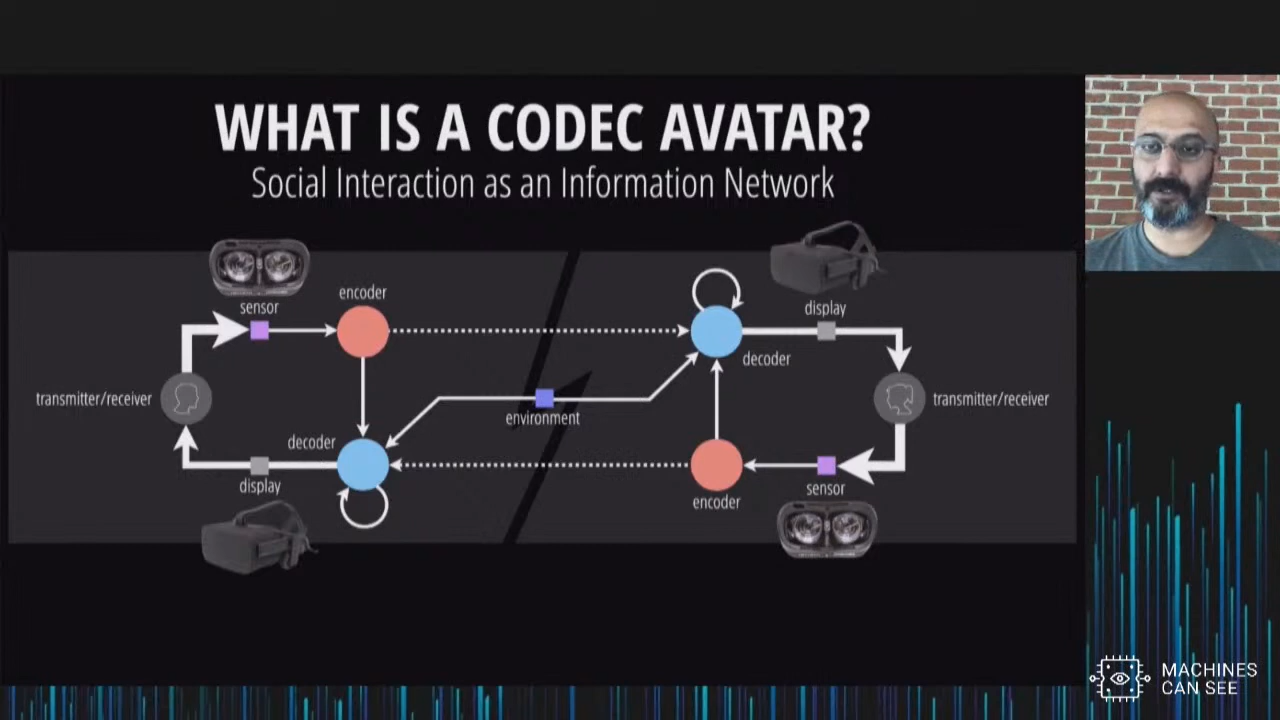 WHAT IS A CODEC AVATAR?
Social Interaction as an Information Network
sensor
encoder
display
decoder
transmitter/receiver
environment
transmitter/receiver
decoder
display
encoder
sensor
MACHINES
CAN SEE